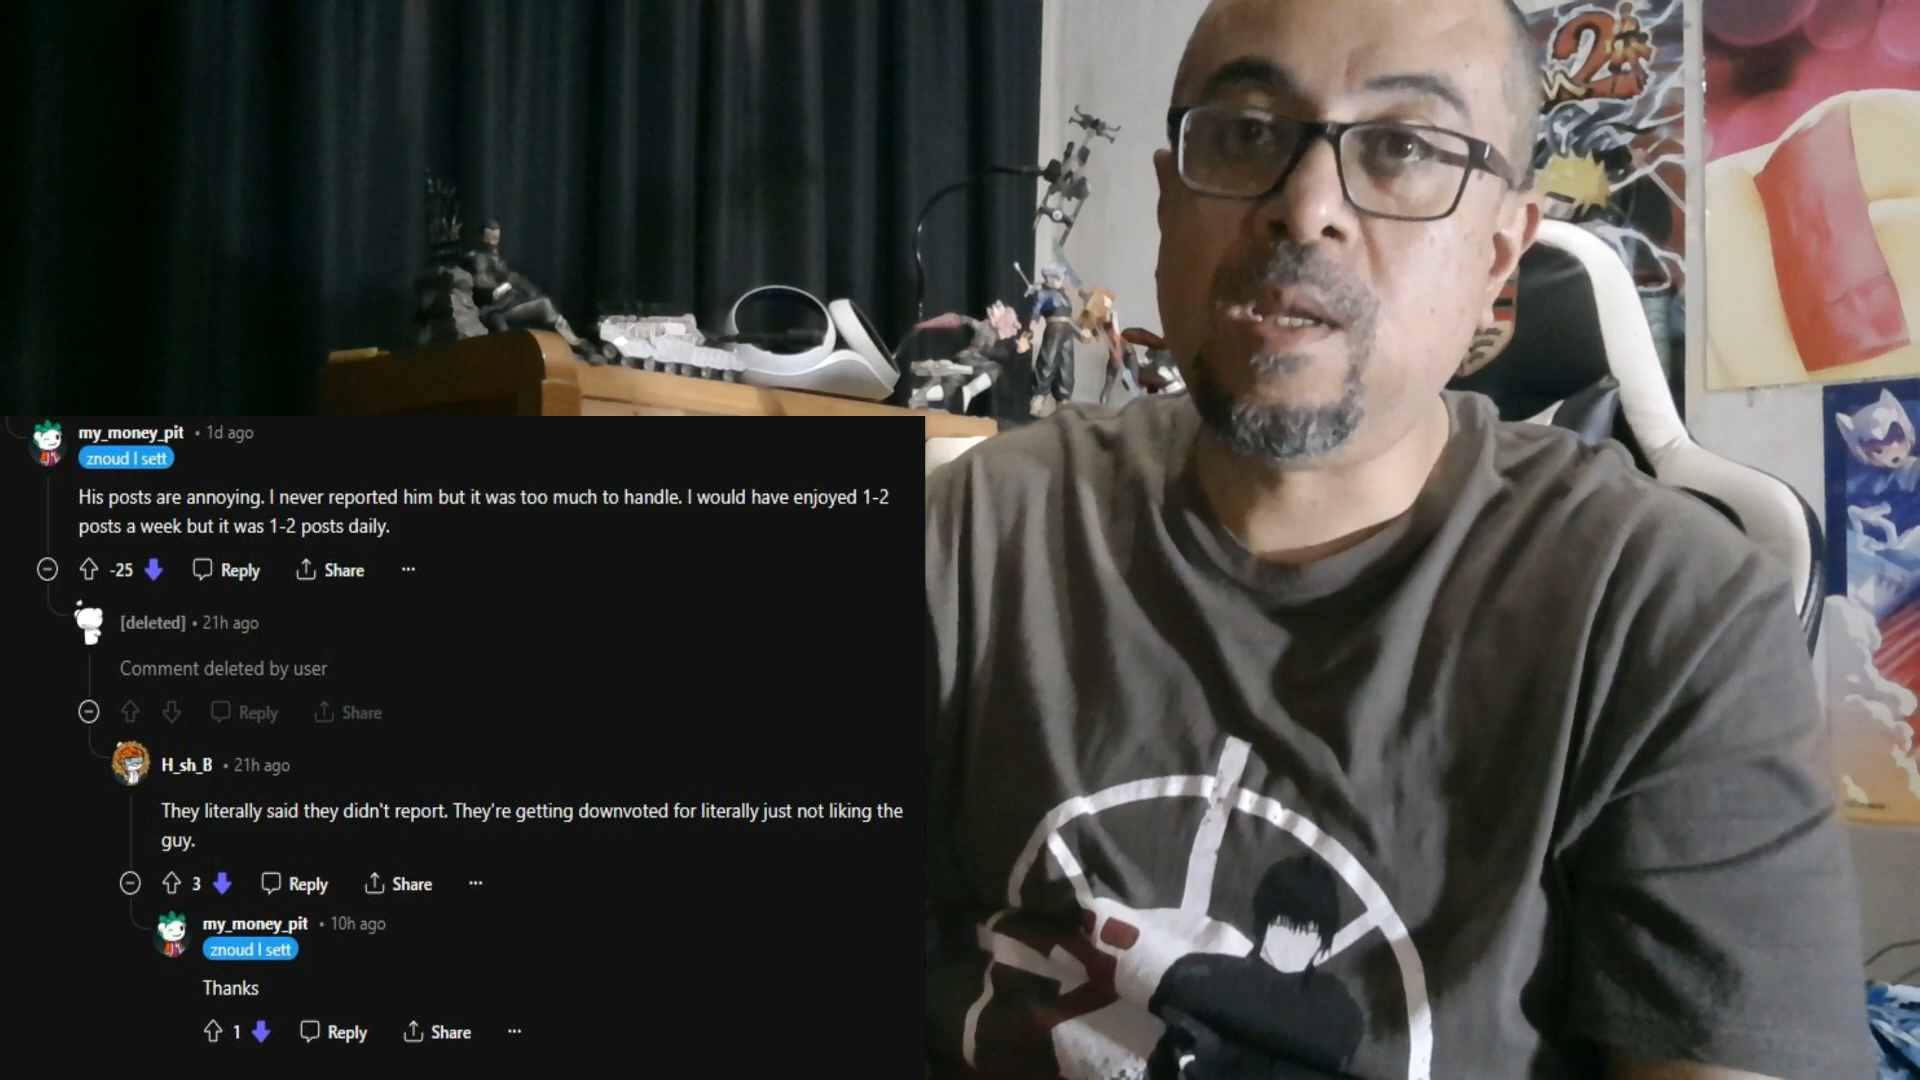 my_money_pit • 1d ago
znoud l sett
His posts are annoying. I never reported him but it was too much to handle. I would have enjoyed 1-2
posts a week but it was 1-2 posts daily.
-25 Reply Share ...
[deleted] • 21h ago
Comment deleted by user
Reply Share
H_sh_B • 21h ago
They literally said they didn't report. They're getting downvoted for literally just not liking the
guy.
3 Reply Share ...
my_money_pit • 10h ago
znoud l sett
Thanks
1 Reply Share ...
2